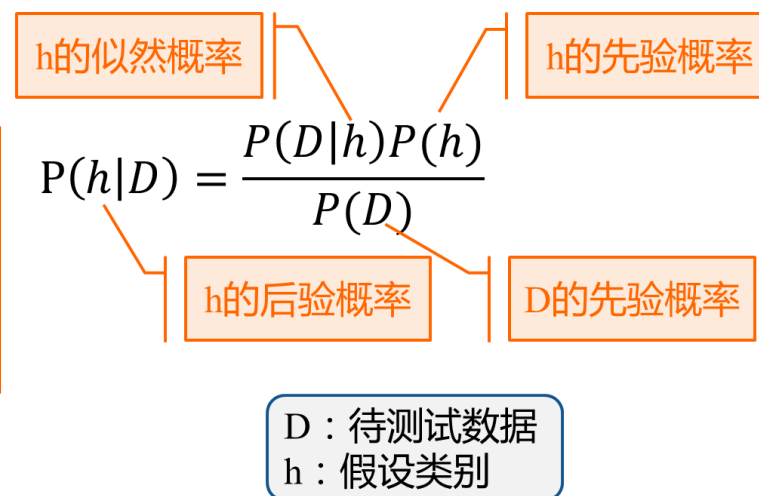 h的似然概率
h的先验概率
P(h|D) = P(D|h)P(h) / P(D)
h的后验概率
D的先验概率
D：待测试数据
h：假设类别